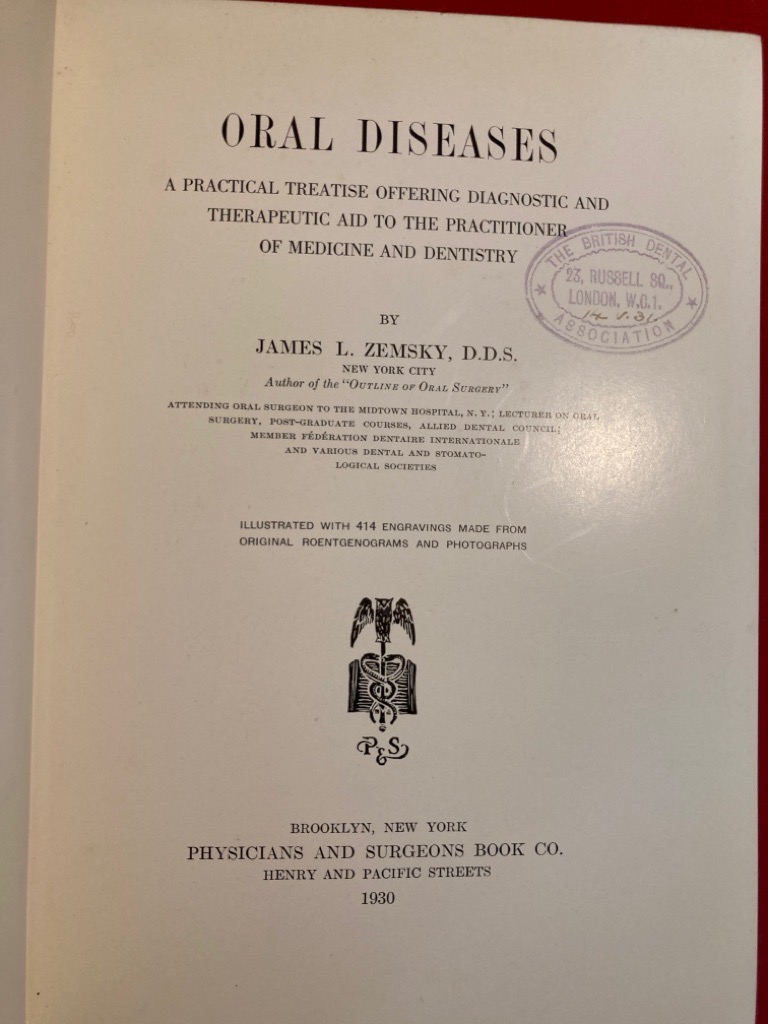 ORAL DISEASES
A PRACTICAL TREATISE OFFERING DIAGNOSTIC AND
THERAPEUTIC AID TO THE PRACTITIONER
OF MEDICINE AND DENTISTRY
THE BRITISH DENTAL
23, RUSSELL SQ.,
LONDON, W.C.1.
14 V. 31.
ASSOCIATION
BY
JAMES L. ZEMSKY, D.D.S.
NEW YORK CITY
Author of the "OUTLINE OF ORAL SURGERY"
ATTENDING ORAL SURGEON TO THE MIDTOWN HOSPITAL, N. Y.; LECTURER ON ORAL
SURGERY, POST-GRADUATE COURSES, ALLIED DENTAL COUNCIL;
MEMBER FÉDÉRATION DENTAIRE INTERNATIONALE
AND VARIOUS DENTAL AND STOMATO-
LOGICAL SOCIETIES
ILLUSTRATED WITH 414 ENGRAVINGS MADE FROM
ORIGINAL ROENTGENOGRAMS AND PHOTOGRAPHS
P & S
BROOKLYN, NEW YORK
PHYSICIANS AND SURGEONS BOOK CO.
HENRY AND PACIFIC STREETS
1930